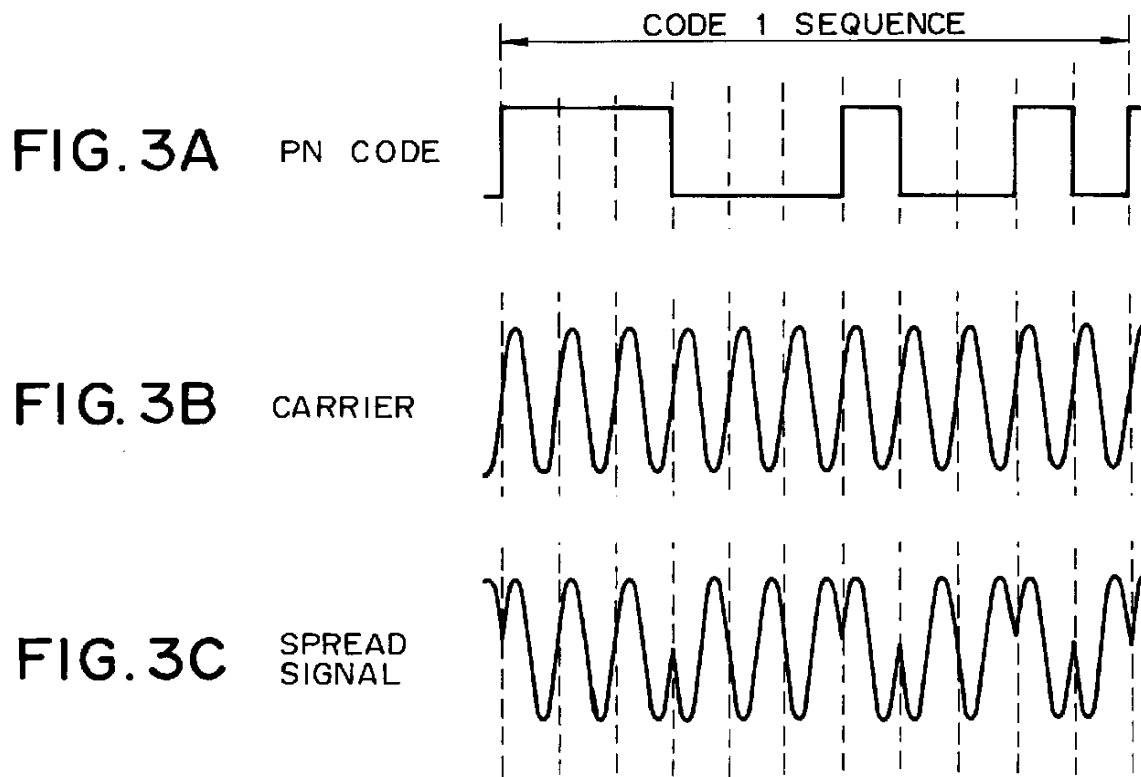 CODE 1 SEQUENCE
FIG. 3A PN CODE
FIG. 3B CARRIER
FIG. 3C SPREAD
SIGNAL